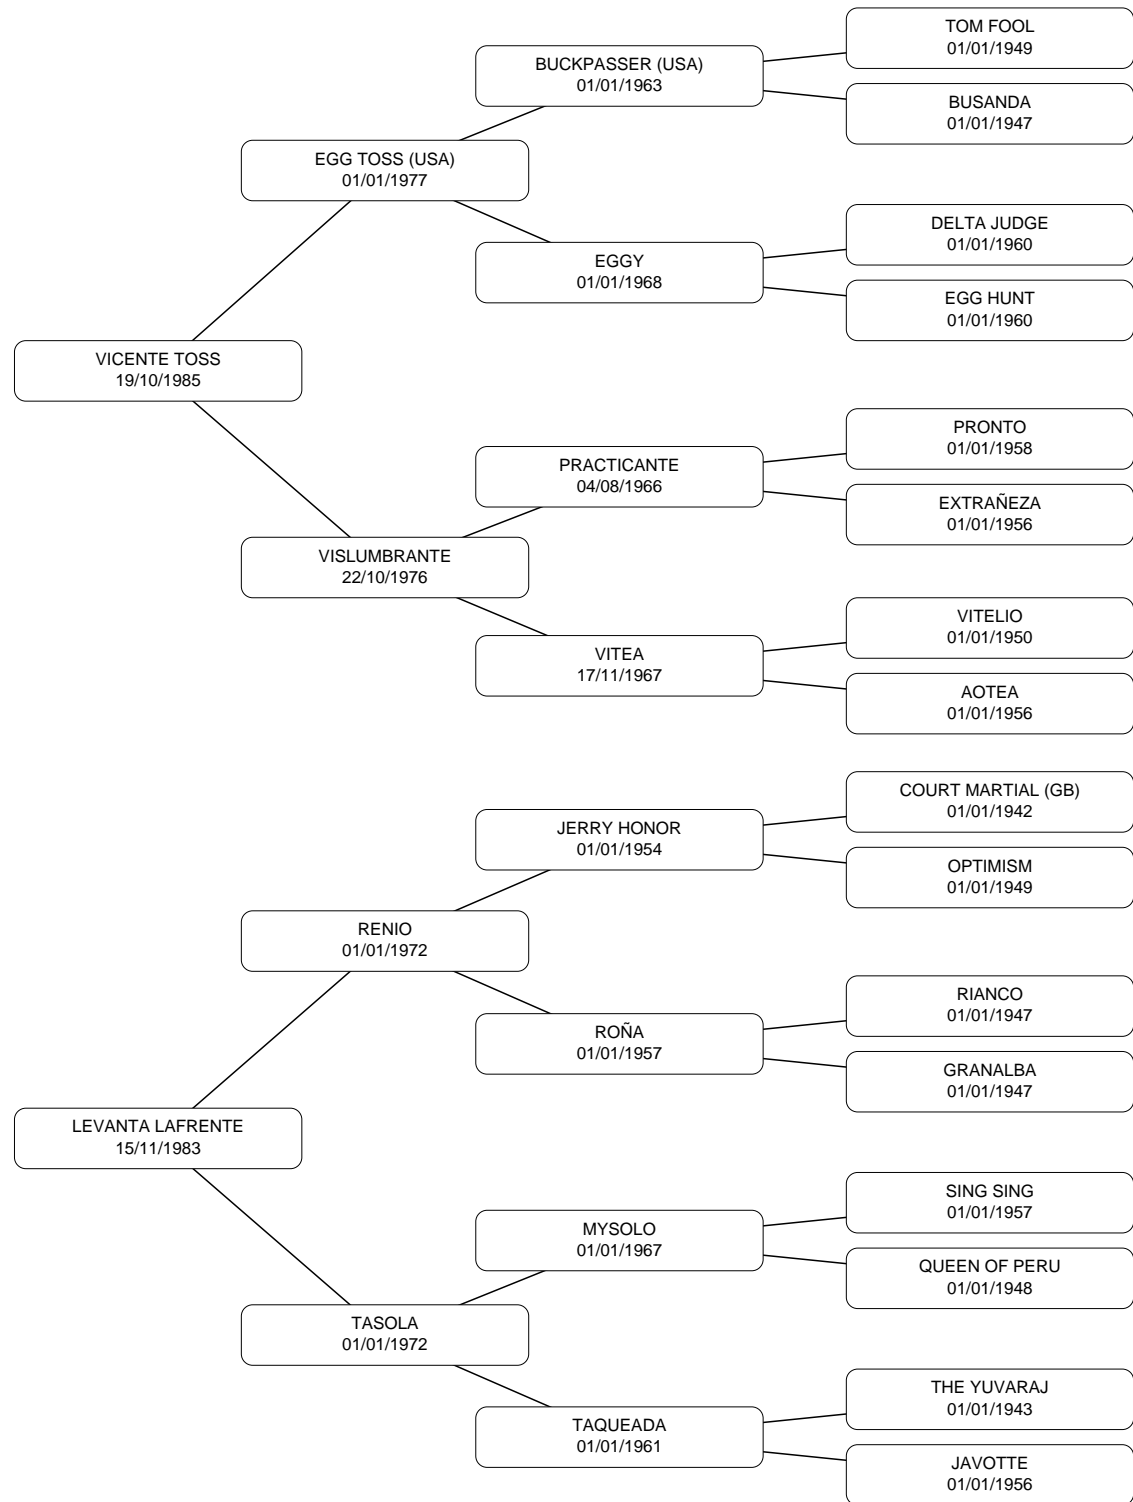 TOM FOOL
01/01/1949
BUCKPASSER (USA)
01/01/1963
BUSANDA
01/01/1947
EGG TOSS (USA)
01/01/1977
DELTA JUDGE
01/01/1960
EGGY
01/01/1968
EGG HUNT
01/01/1960
VICENTE TOSS
19/10/1985
PRONTO
01/01/1958
PRACTICANTE
04/08/1966
EXTRAÑEZA
01/01/1956
VISLUMBRANTE
22/10/1976
VITELIO
01/01/1950
VITEA
17/11/1967
AOTEA
01/01/1956
COURT MARTIAL (GB)
01/01/1942
JERRY HONOR
01/01/1954
OPTIMISM
01/01/1949
RENIO
01/01/1972
RIANCO
01/01/1947
ROÑA
01/01/1957
GRANALBA
01/01/1947
LEVANTA LAFRENTE
15/11/1983
SING SING
01/01/1957
MYSOLO
01/01/1967
QUEEN OF PERU
01/01/1948
TASOLA
01/01/1972
THE YUVARAJ
01/01/1943
TAQUEADA
01/01/1961
JAVOTTE
01/01/1956